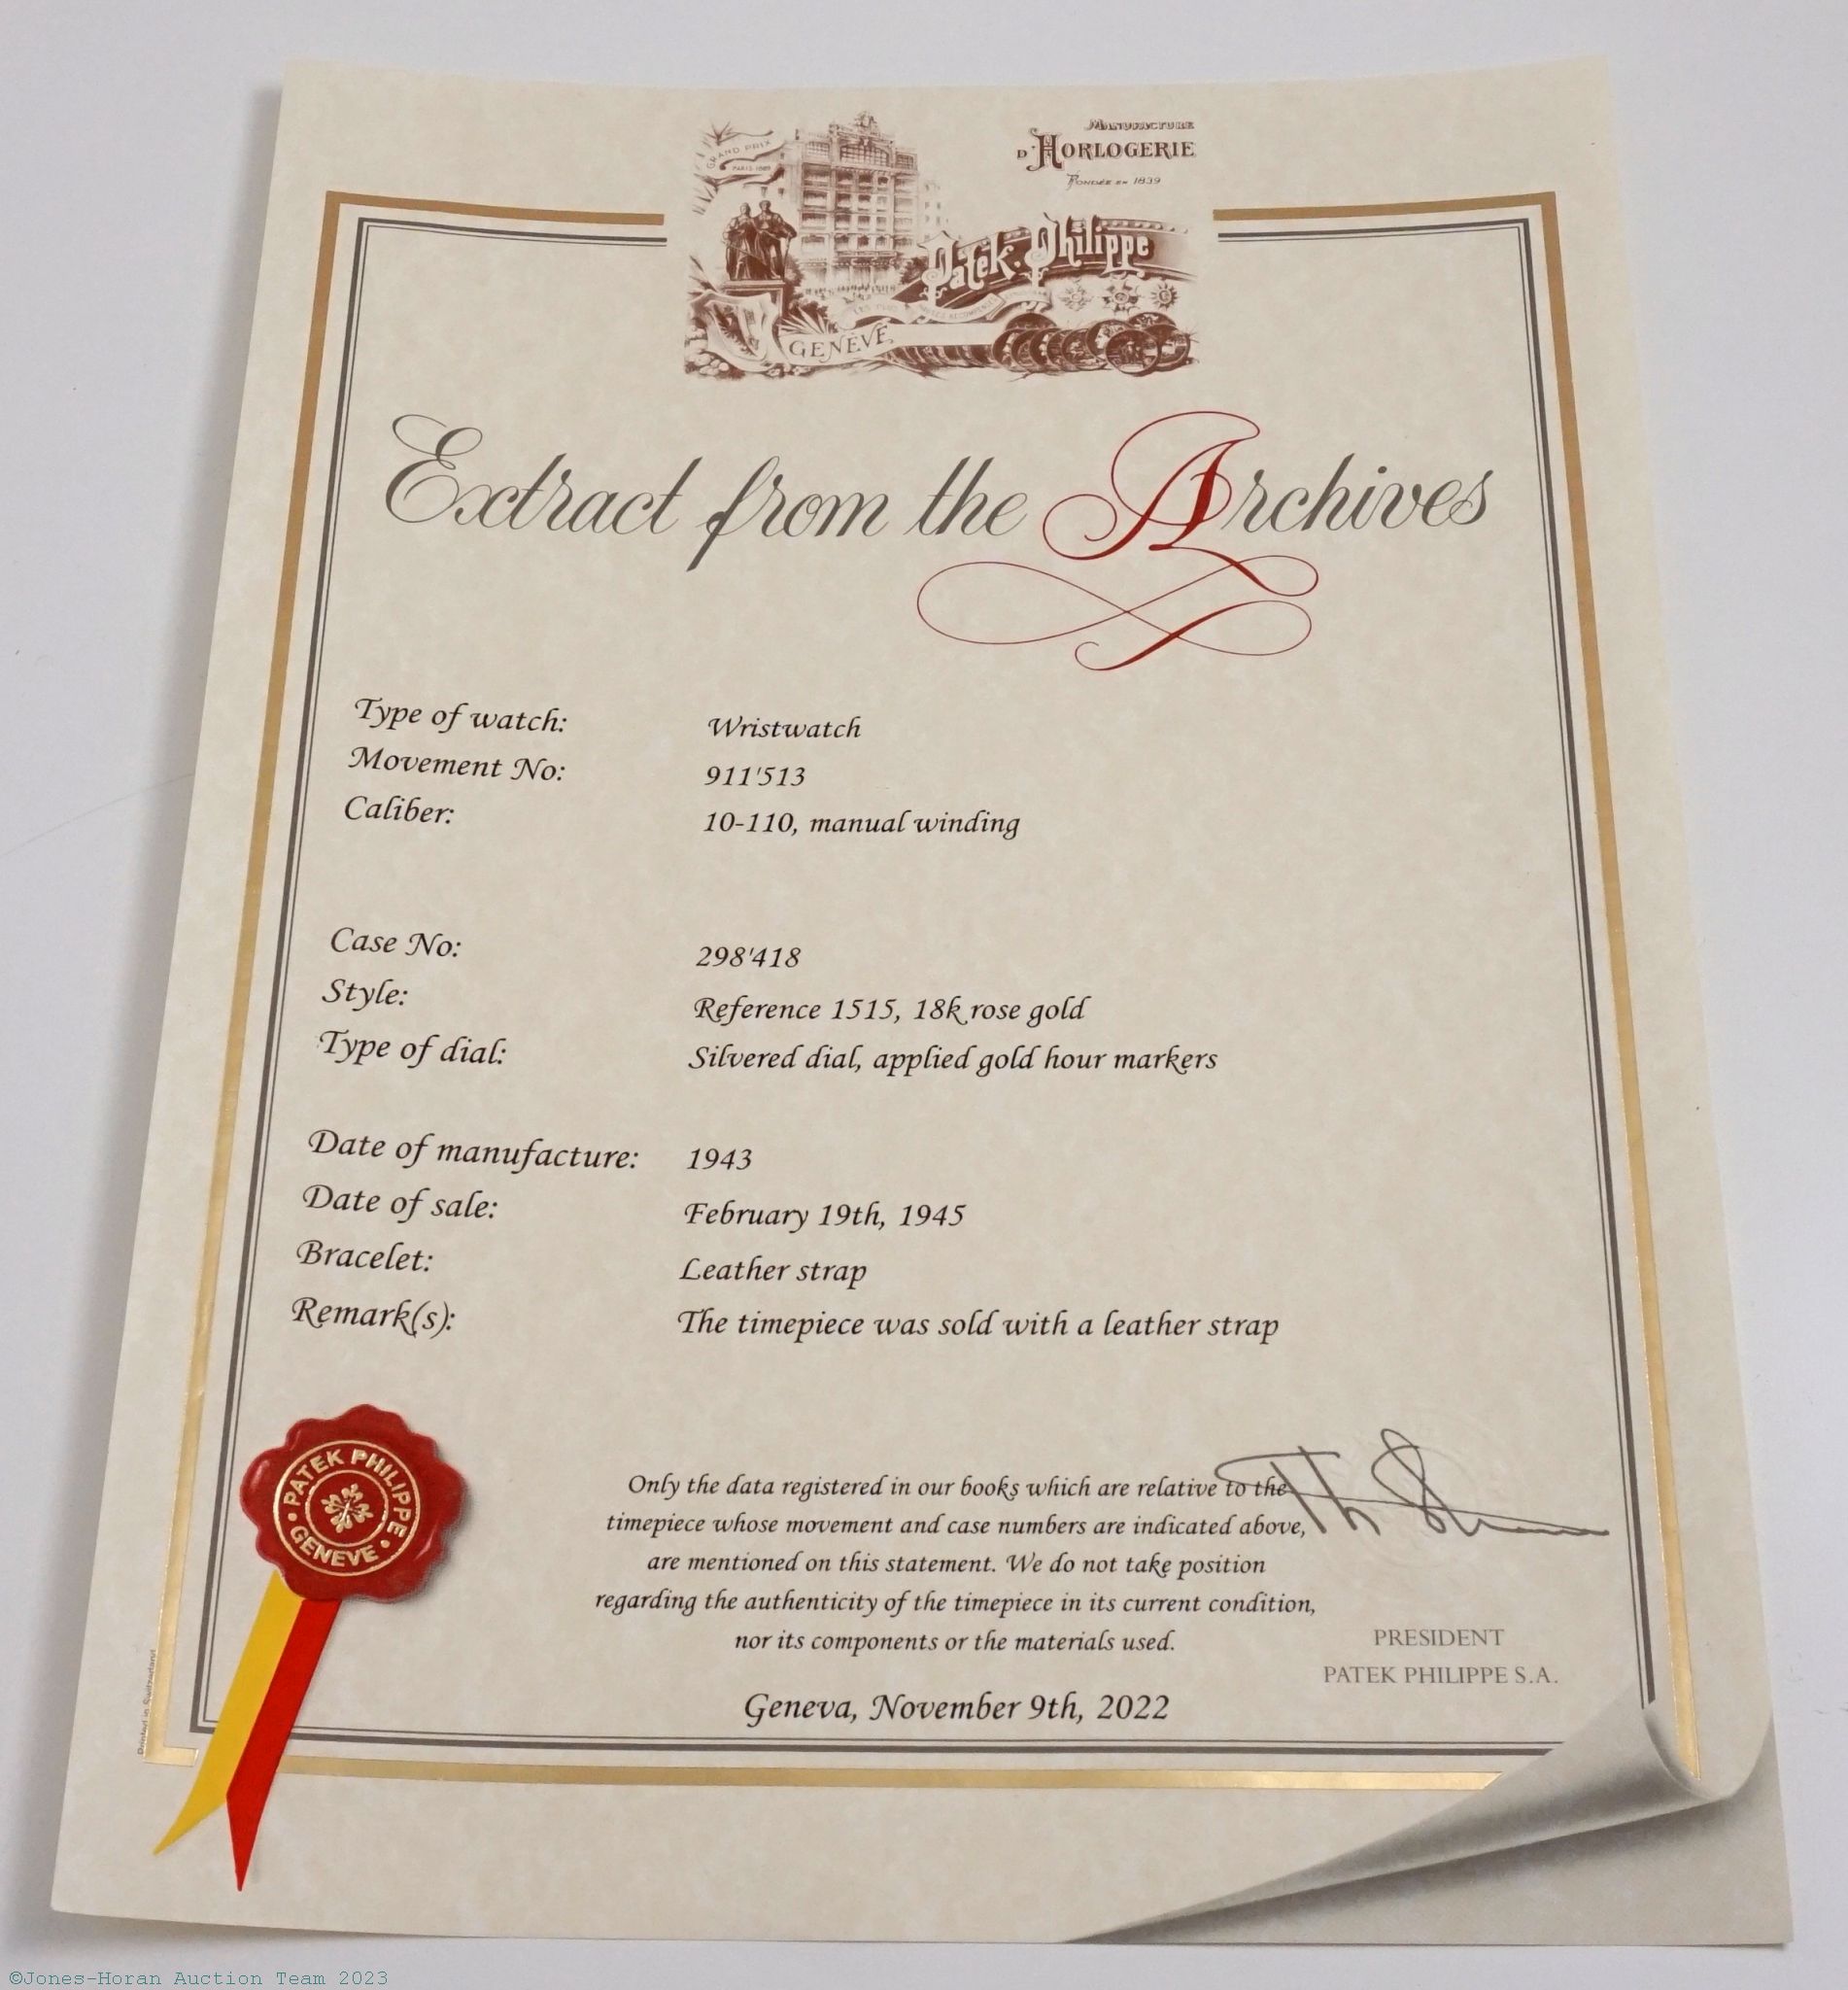 GRAND PRIX
PARIS 1889
MANUFACTURE
D'HORLOGERIE
FONDÉE EN 1839
Patek. Philippe
GENÈVE
Extract from the Archives
Type of watch: Wristwatch
Movement No: 911'513
Caliber: 10-110, manual winding
Case No: 298'418
Style: Reference 1515, 18k rose gold
Type of dial: Silvered dial, applied gold hour markers
Date of manufacture: 1943
Date of sale: February 19th, 1945
Bracelet: Leather strap
Remark(s): The timepiece was sold with a leather strap
PATEK PHILIPPE
GENEVE
Only the data registered in our books which are relative to the
timepiece whose movement and case numbers are indicated above,
are mentioned on this statement. We do not take position
regarding the authenticity of the timepiece in its current condition,
nor its components or the materials used.
PRESIDENT
PATEK PHILIPPE S.A.
Geneva, November 9th, 2022
Printed in Switzerland
©Jones-Horan Auction Team 2023